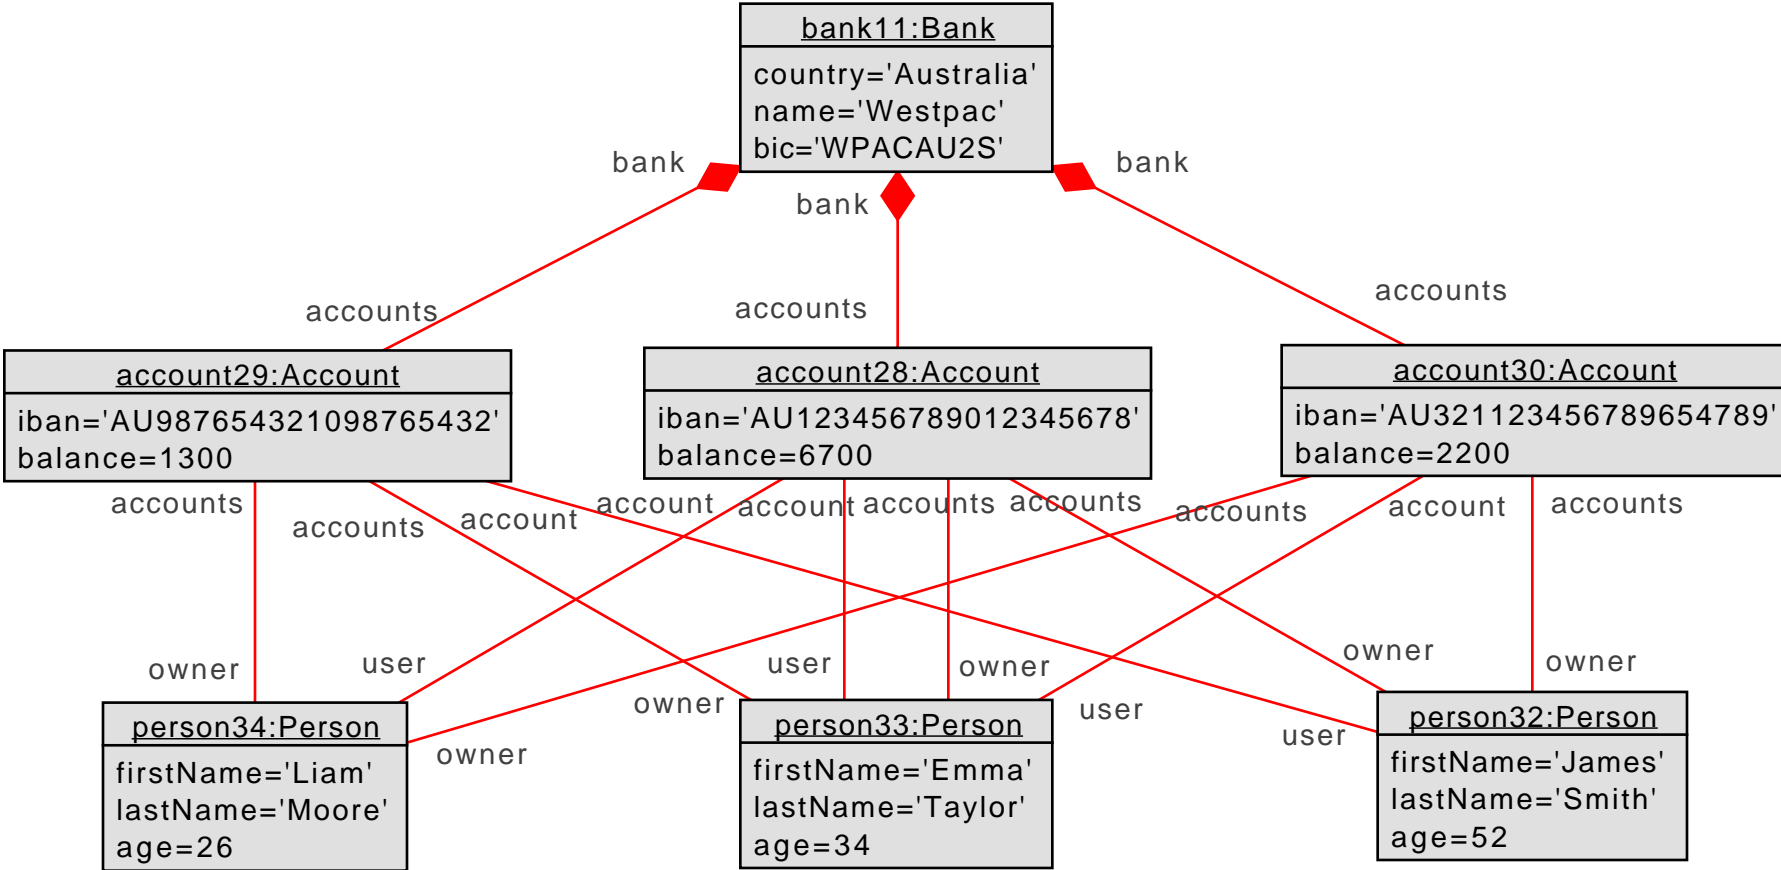 bank11:Bank
country='Australia'
name='Westpac'
bic='WPACAU2S'
bank
bank
bank
accounts
accounts
accounts
account29:Account
iban='AU987654321098765432'
balance=1300
account28:Account
iban='AU123456789012345678'
balance=6700
account30:Account
iban='AU321123456789654789'
balance=2200
accounts
accounts
account
account
account
accounts
accounts
accounts
account
accounts
owner
user
owner
user
owner
user
owner
owner
owner
user
person34:Person
firstName='Liam'
lastName='Moore'
age=26
person33:Person
firstName='Emma'
lastName='Taylor'
age=34
person32:Person
firstName='James'
lastName='Smith'
age=52